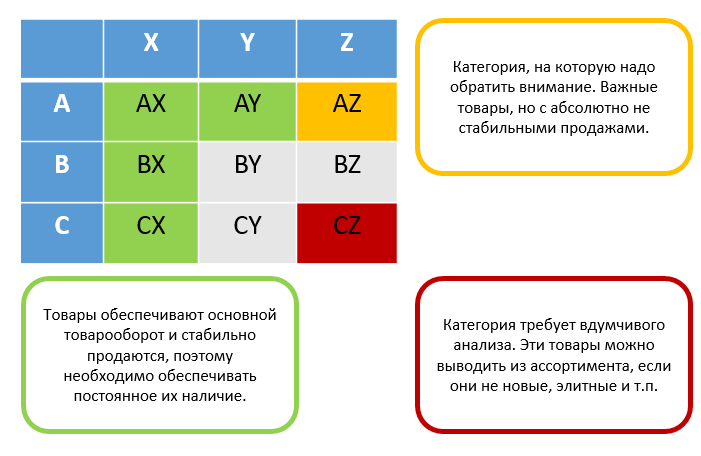 X Y Z
A AX AY AZ
B BX BY BZ
C CX CY CZ
Категория, на которую надо
обратить внимание. Важные
товары, но с абсолютно не
стабильными продажами.
Товары обеспечивают основной
товарооборот и стабильно
продаются, поэтому
необходимо обеспечивать
постоянное их наличие.
Категория требует вдумчивого
анализа. Эти товары можно
выводить из ассортимента, если
они не новые, элитные и т.п.